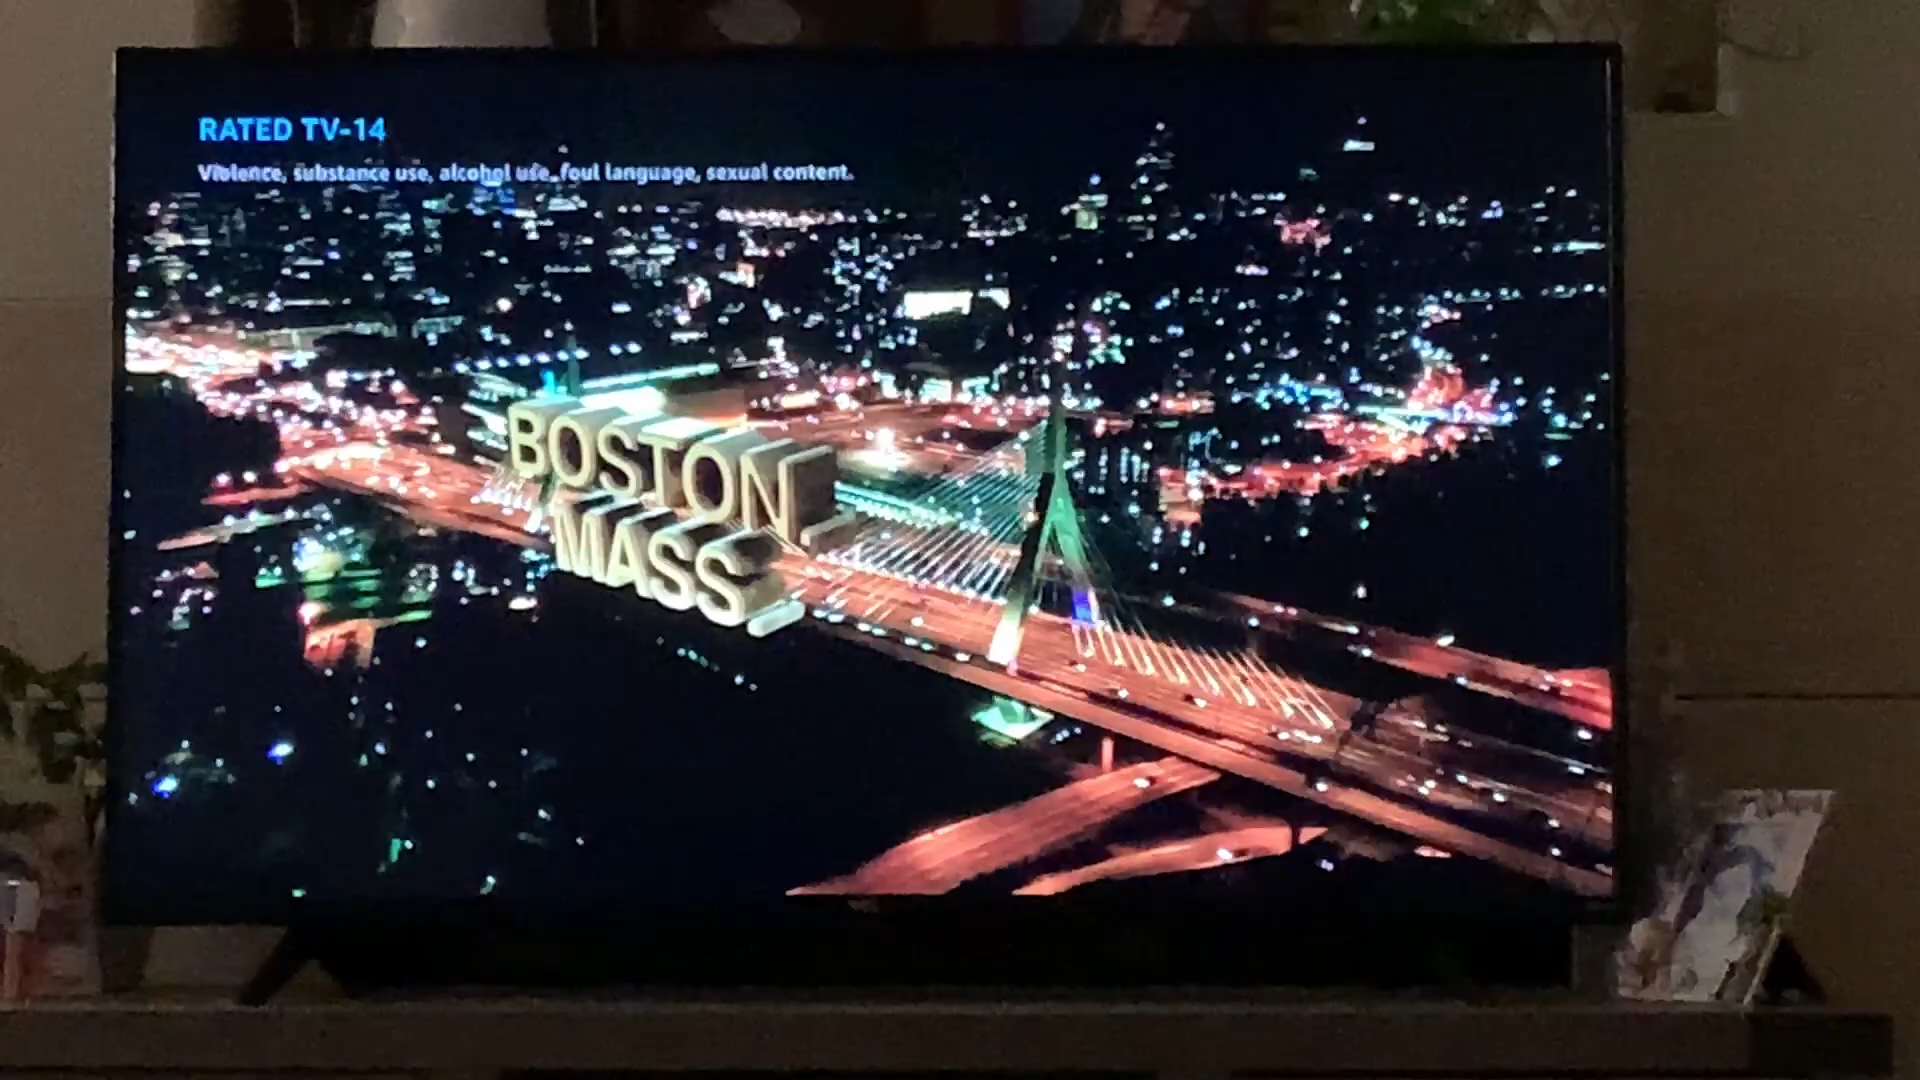 RATED TV-14
Violence, substance use, alcohol use, foul language, sexual content.
BOSTON,
MASS.